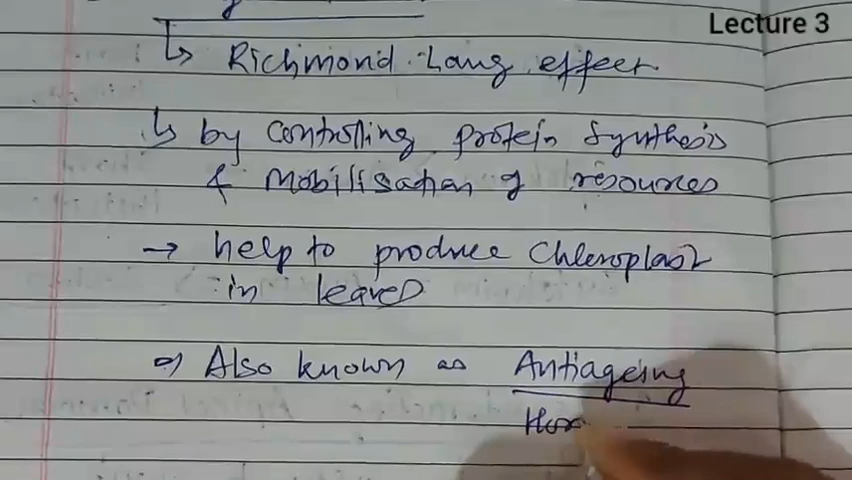 Lecture 3
↳ Richmond Lang effect
↳ by controlling protein synthesis
& Mobilisation of resources
→ help to produce Chloroplast
in leaves
⇒ Also known as Antiageing
Hor